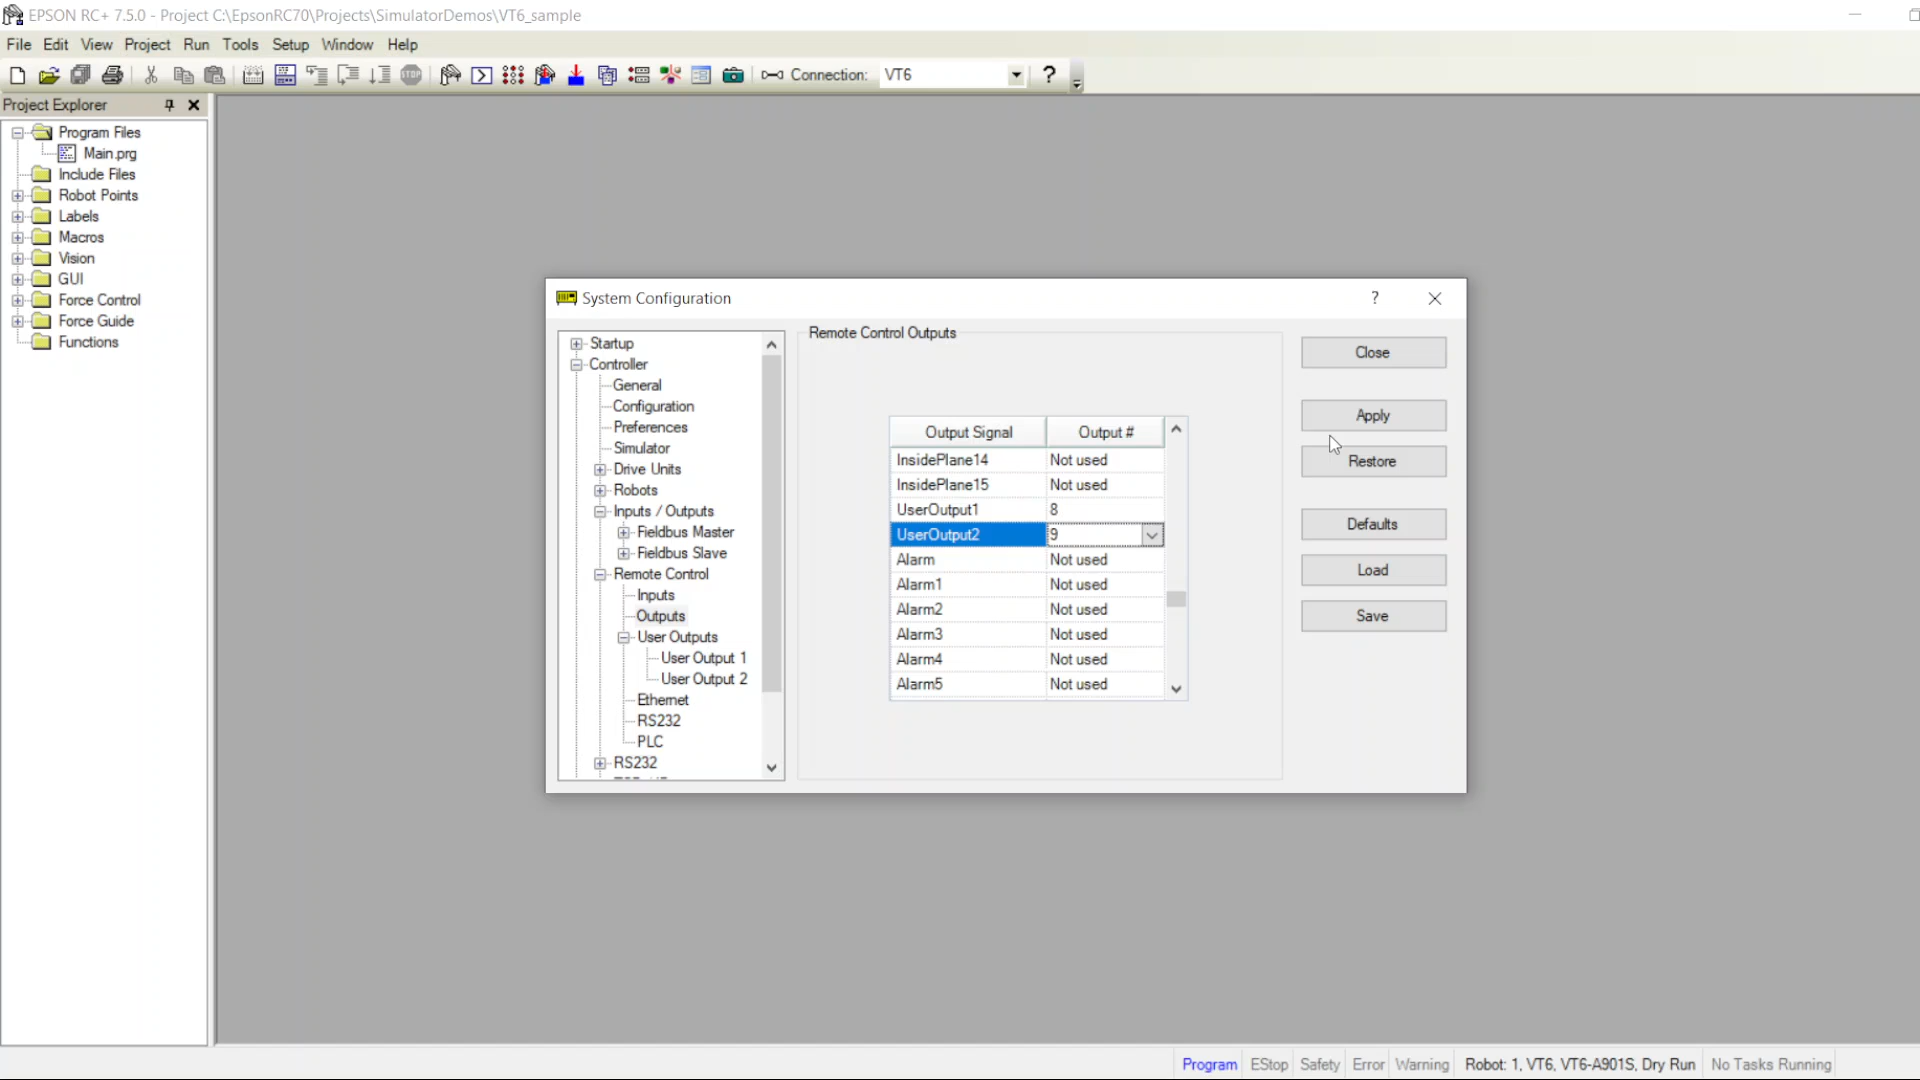 EPSON RC+ 7.5.0 - Project C:\EpsonRC70\Projects\SimulatorDemos\VT6_sample
File Edit View Project Run Tools Setup Window Help
STOP Connection: VT6 ?
Project Explorer
Program Files
Main.prg
Include Files
Robot Points
Labels
Macros
Vision
GUI
Force Control
Force Guide
Functions
System Configuration ?
Startup
Controller
General
Configuration
Preferences
Simulator
Drive Units
Robots
Inputs / Outputs
Fieldbus Master
Fieldbus Slave
Remote Control
Inputs
Outputs
User Outputs
User Output 1
User Output 2
Ethernet
RS232
PLC
RS232
Remote Control Outputs
Output Signal Output #
InsidePlane14 Not used
InsidePlane15 Not used
UserOutput1 8
UserOutput2 9
Alarm Not used
Alarm1 Not used
Alarm2 Not used
Alarm3 Not used
Alarm4 Not used
Alarm5 Not used
Close
Apply
Restore
Defaults
Load
Save
Program EStop Safety Error Warning Robot: 1, VT6, VT6-A901S, Dry Run No Tasks Running